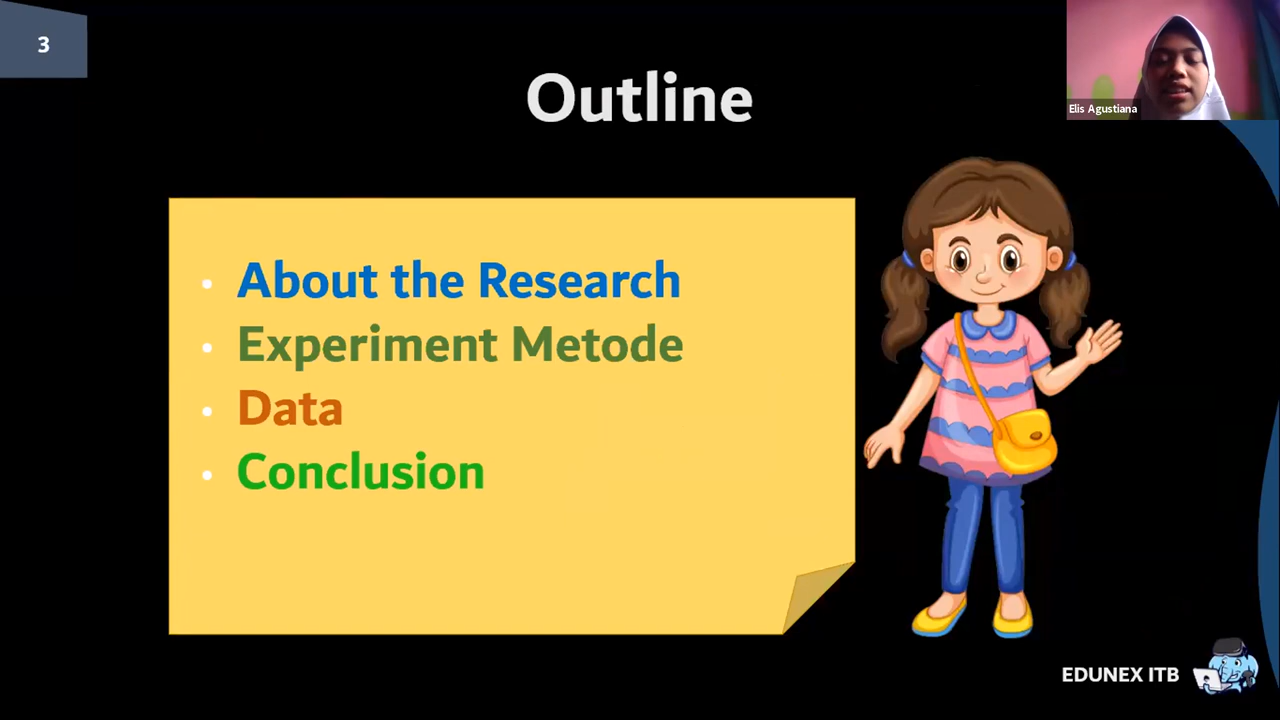 3
Outline
Elis Agustiana
• About the Research
• Experiment Metode
• Data
• Conclusion
EDUNEX ITB